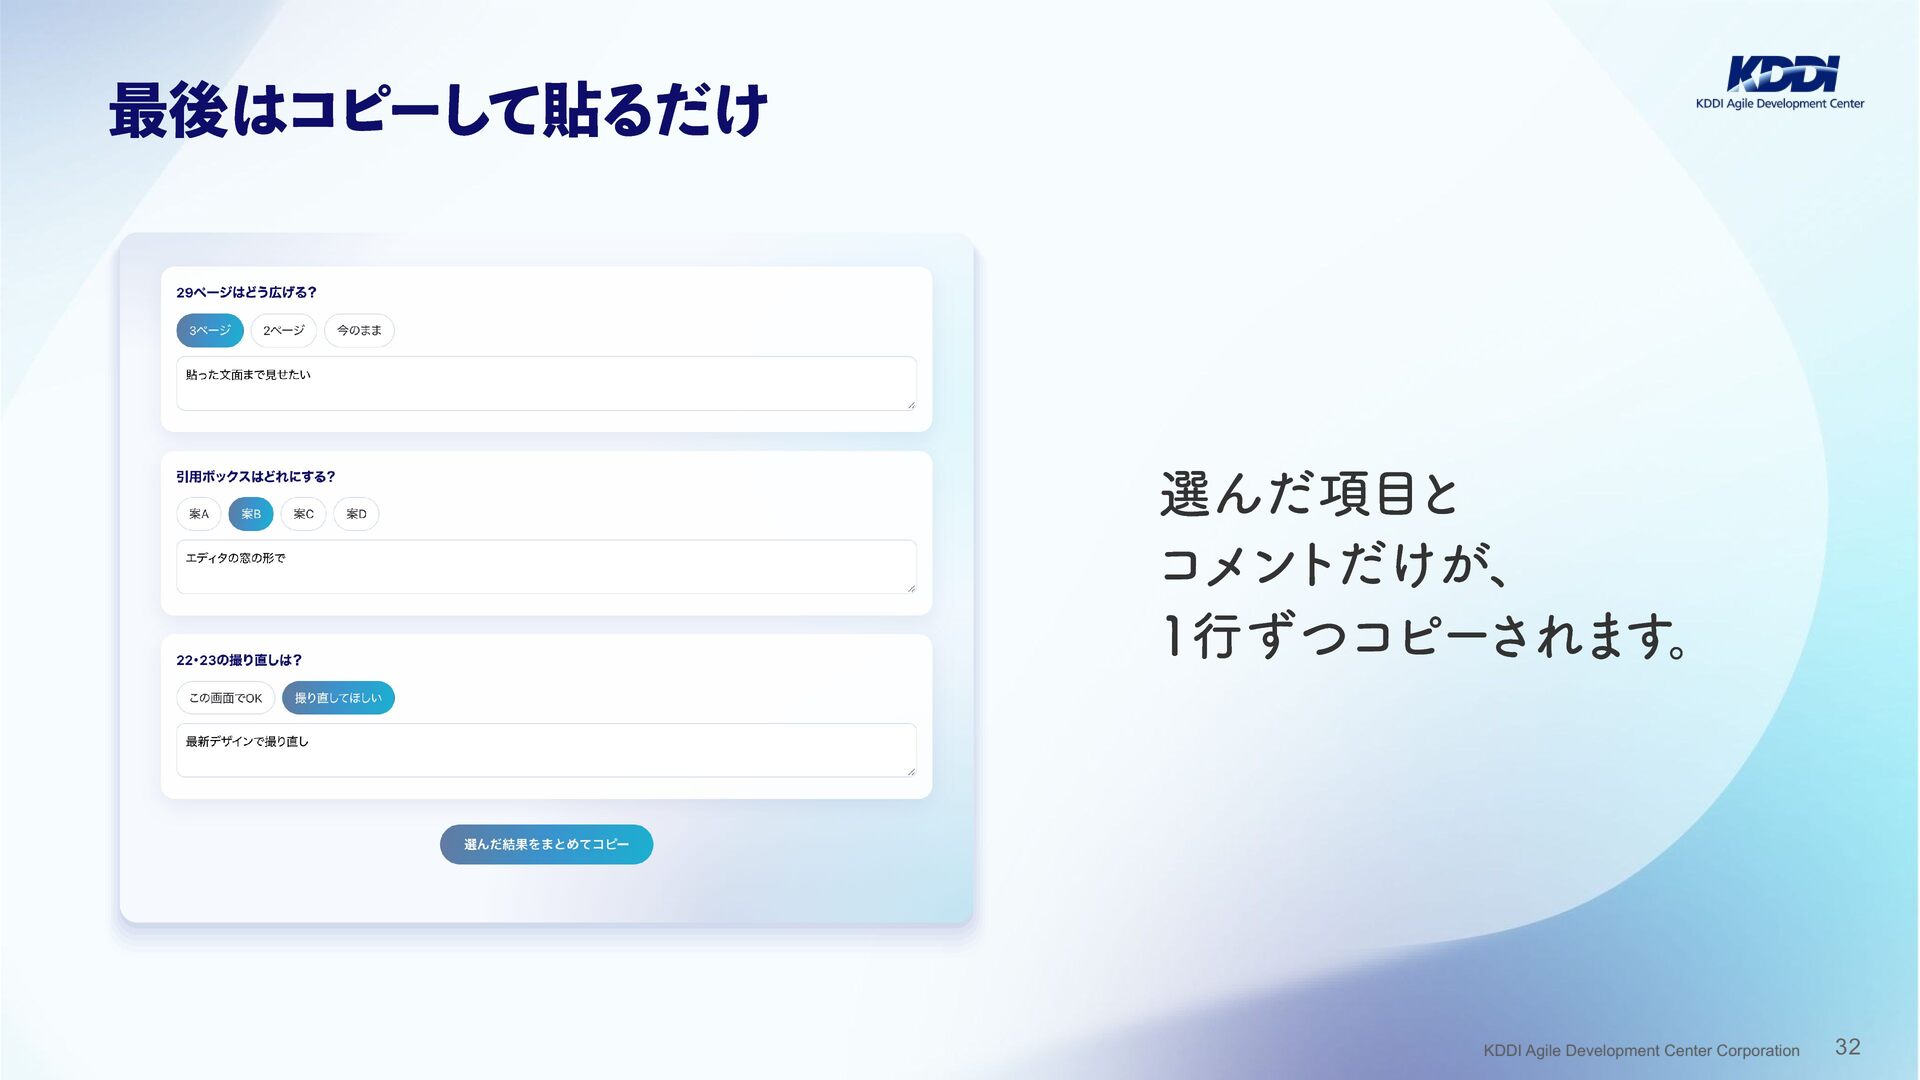 最後はコピーして貼るだけ
KDDI
KDDI Agile Development Center
29ページはどう広げる?
3ページ 2ページ 今のまま
貼った文面まで見せたい
引用ボックスはどれにする?
案A 案B 案C 案D
エディタの窓の形で
22・23の撮り直しは?
この画面でOK 撮り直してほしい
最新デザインで撮り直し
選んだ結果をまとめてコピー
選んだ項目と
コメントだけが、
1行ずつコピーされます。
KDDI Agile Development Center Corporation 32